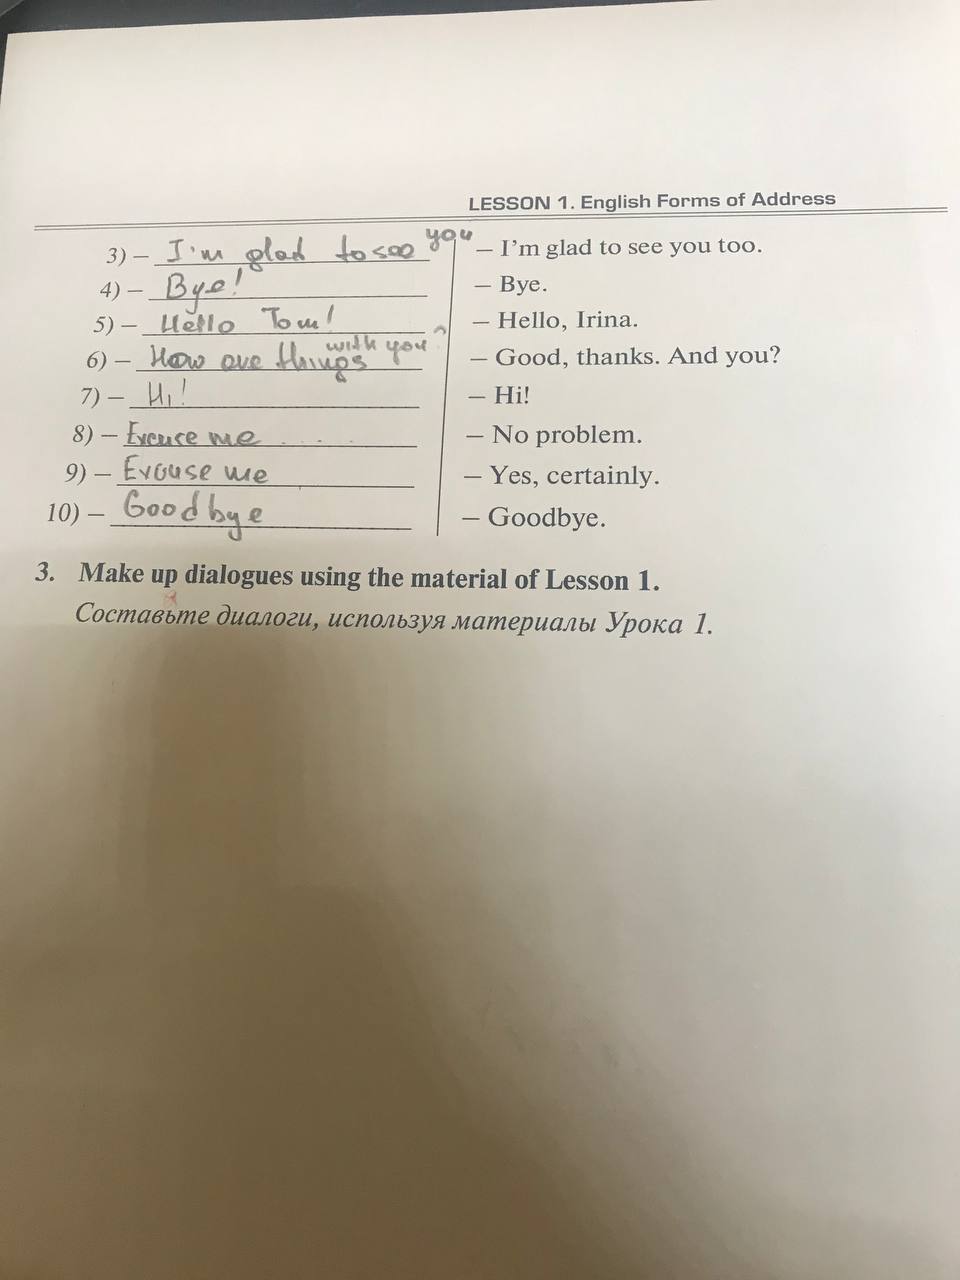 LESSON 1. English Forms of Address
3) – I'm glad to see you – I'm glad to see you too.
4) – Bye! – Bye.
5) – Hello Tom! – Hello, Irina.
6) – How are things with you – Good, thanks. And you?
7) – Hi! – Hi!
8) – Excuse me . . . . – No problem.
9) – Excuse me – Yes, certainly.
10) – Goodbye – Goodbye.
3. Make up dialogues using the material of Lesson 1.
Составьте диалоги, используя материалы Урока 1.